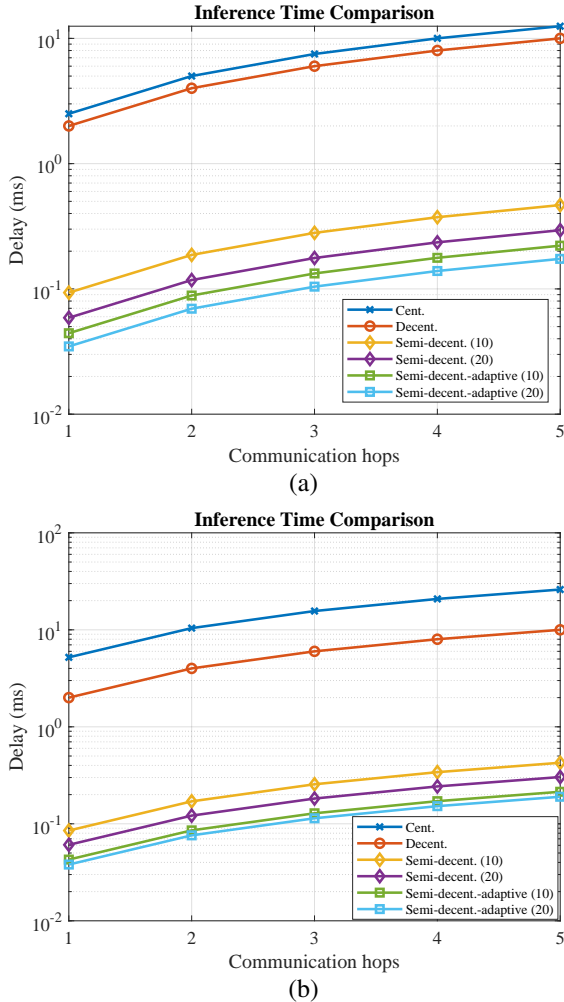 Inference Time Comparison
10^1
10^0
10^-1
10^-2
Delay (ms)
Cent.
Decent.
Semi-decent. (10)
Semi-decent. (20)
Semi-decent.-adaptive (10)
Semi-decent.-adaptive (20)
1 2 3 4 5
Communication hops
(a)
Inference Time Comparison
10^2
10^1
10^0
10^-1
10^-2
Delay (ms)
Cent.
Decent.
Semi-decent. (10)
Semi-decent. (20)
Semi-decent.-adaptive (10)
Semi-decent.-adaptive (20)
1 2 3 4 5
Communication hops
(b)